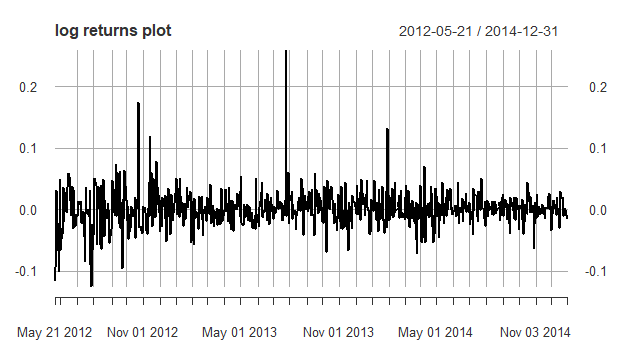 log returns plot
2012-05-21 / 2014-12-31
0.2
0.2
0.1
0.1
0.0
0.0
-0.1
-0.1
May 21 2012
Nov 01 2012
May 01 2013
Nov 01 2013
May 01 2014
Nov 03 2014